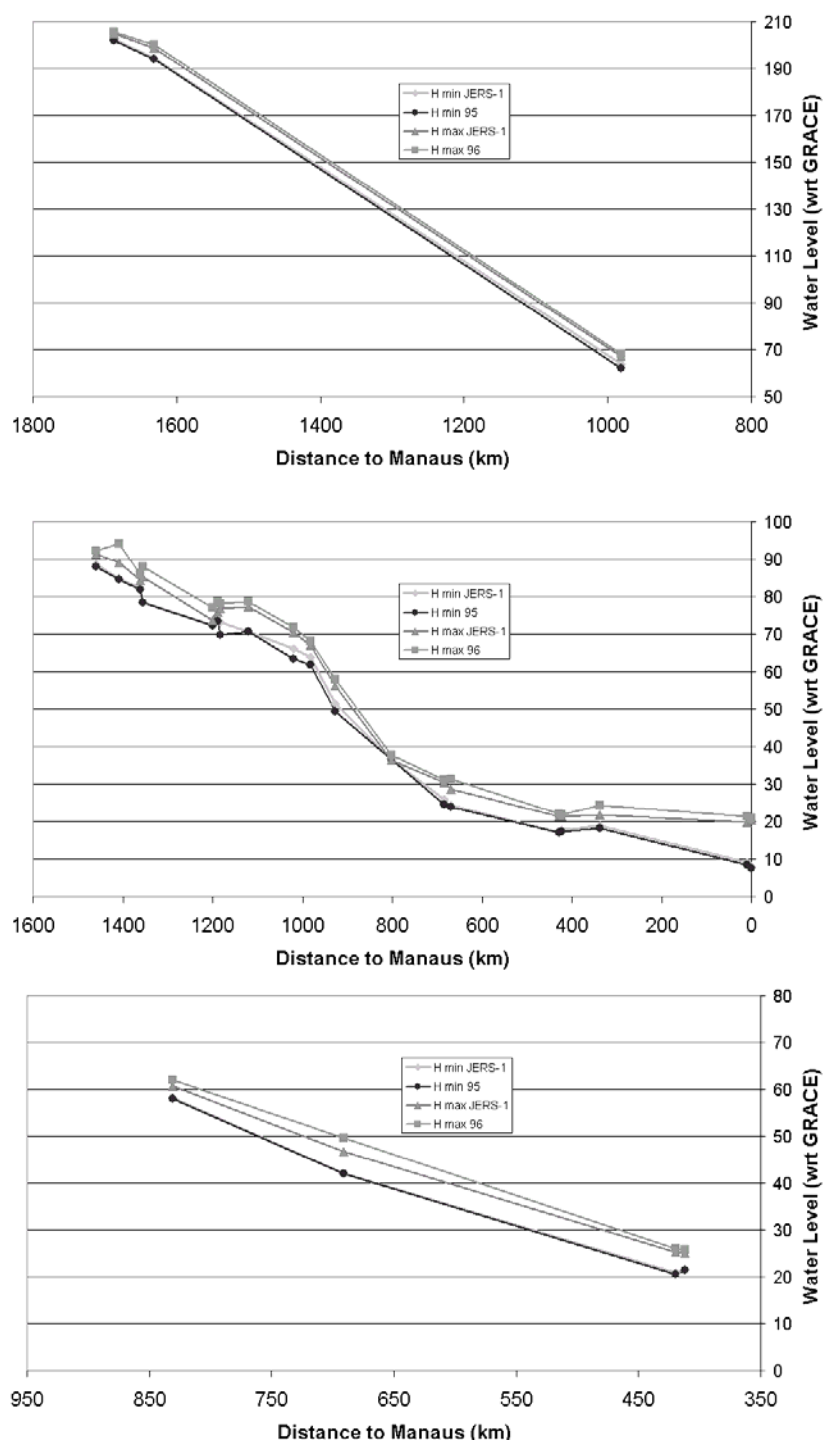 210
190
170
150
130
110
90
70
50
H min JERS-1
H min 95
H max JERS-1
H max 96
Water Level (wrt GRACE)
1800 1600 1400 1200 1000 800
Distance to Manaus (km)
100
90
80
70
60
50
40
30
20
10
0
H min JERS-1
H min 95
H max JERS-1
H max 96
Water Level (wrt GRACE)
1600 1400 1200 1000 800 600 400 200 0
Distance to Manaus (km)
80
70
60
50
40
30
20
10
0
H min JERS-1
H min 95
H max JERS-1
H max 96
Water Level (wrt GRACE)
950 850 750 650 550 450 350
Distance to Manaus (km)